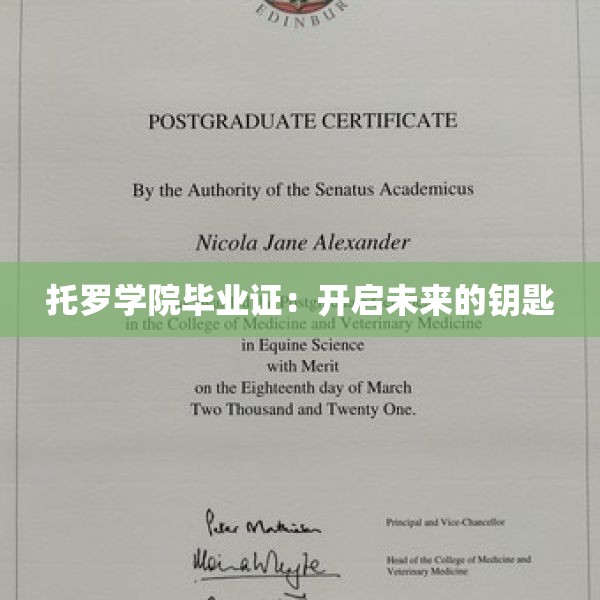 EDINBUR
POSTGRADUATE CERTIFICATE
By the Authority of the Senatus Academicus
Nicola Jane Alexander
托罗学院毕业证：开启未来的钥匙
in the College of Medicine and Veterinary Medicine
in Equine Science
with Merit
on the Eighteenth day of March
Two Thousand and Twenty One.
Principal and Vice-Chancellor
Head of the College of Medicine and
Veterinary Medicine